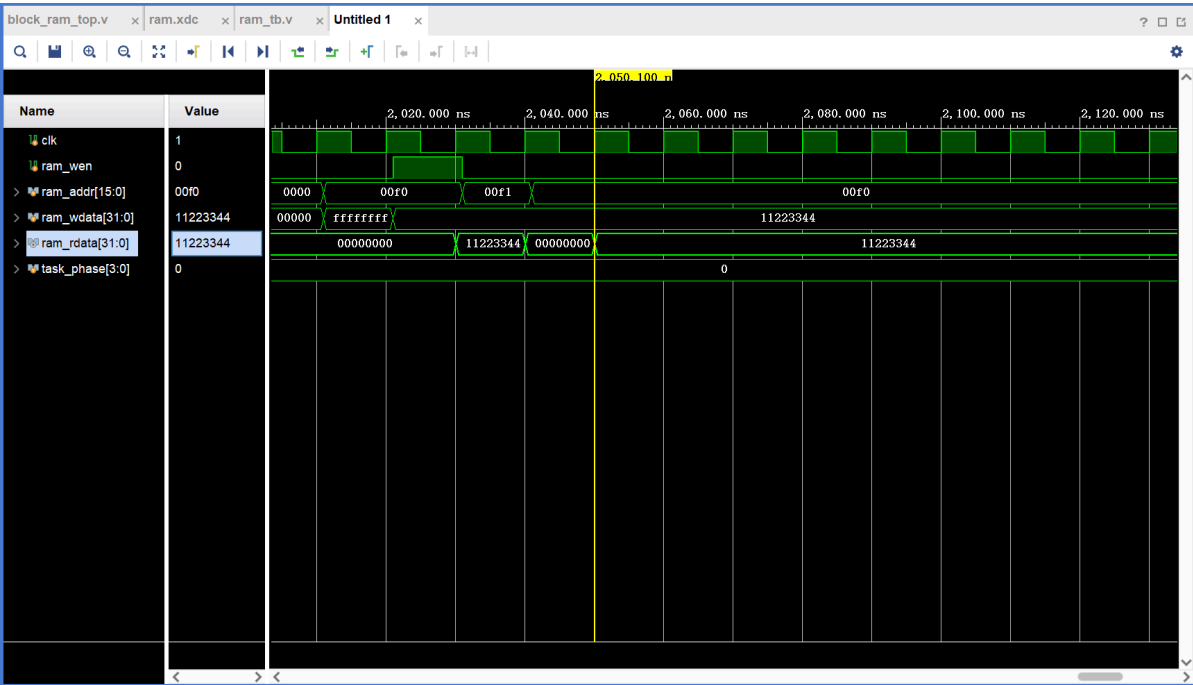 block_ram_top.v × ram.xdc × ram_tb.v × Untitled 1 × ?
2,050.100 n
Name Value
2,020.000 ns 2,040.000 ns 2,060.000 ns 2,080.000 ns 2,100.000 ns 2,120.000 ns
clk 1
ram_wen 0
ram_addr[15:0] 00f0 0000 00f0 00f1 00f0
ram_wdata[31:0] 11223344 00000 ffffffff 11223344
ram_rdata[31:0] 11223344 00000000 11223344 00000000 11223344
task_phase[3:0] 0 0